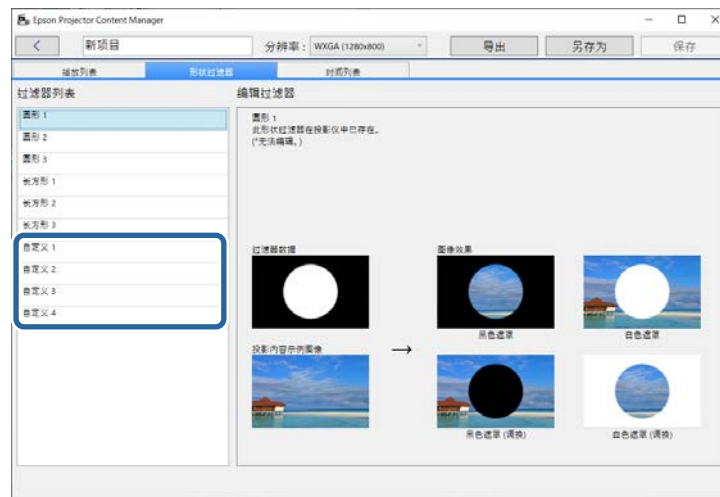 Epson Projector Content Manager
新项目
分辨率： WXGA (1280x800)
导出
另存为
保存
播放列表
形状过滤器
时间列表
过滤器列表
编辑过滤器
圆形 1
圆形 2
圆形 3
长方形 1
长方形 2
长方形 3
自定义 1
自定义 2
自定义 3
自定义 4
圆形 1
此形状过滤器在投影仪中已存在。
(*无法编辑。)
过滤器数据
图像效果
黑色遮罩
白色遮罩
投影内容示例图像
→
黑色遮罩 (调换)
白色遮罩 (调换)